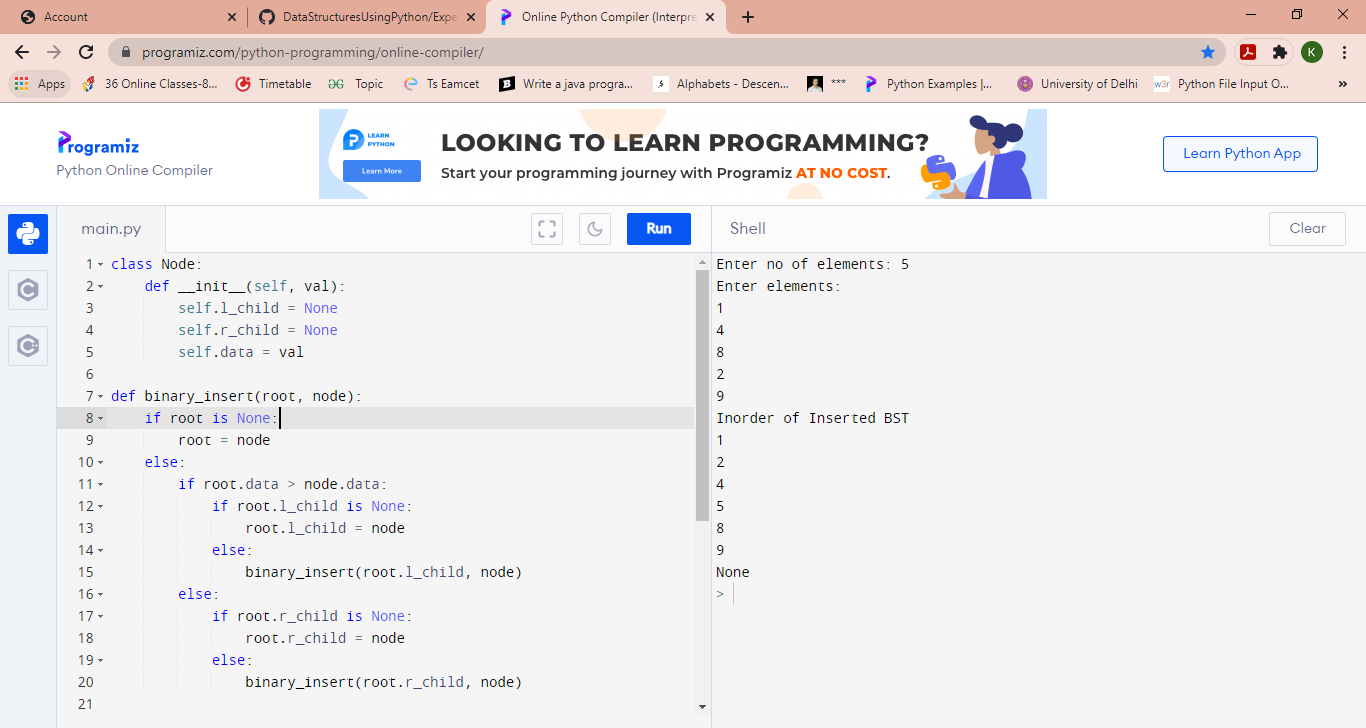 Account
DataStructuresUsingPython/Expe
Online Python Compiler (Interpre
programiz.com/python-programming/online-compiler/
K
Apps
36 Online Classes-8...
Timetable
Topic
Ts Eamcet
Write a java progra...
Alphabets - Descen...
***
Python Examples |...
University of Delhi
w3r
Python File Input O...
»
Programiz
Python Online Compiler
LEARN
PYTHON
Learn More
LOOKING TO LEARN PROGRAMMING?
Start your programming journey with Programiz AT NO COST.
Learn Python App
main.py
Run
Shell
Clear
1 class Node:
2     def __init__(self, val):
3         self.l_child = None
4         self.r_child = None
5         self.data = val
6
7 def binary_insert(root, node):
8     if root is None:
9         root = node
10     else:
11         if root.data > node.data:
12             if root.l_child is None:
13                 root.l_child = node
14             else:
15                 binary_insert(root.l_child, node)
16         else:
17             if root.r_child is None:
18                 root.r_child = node
19             else:
20                 binary_insert(root.r_child, node)
21
Enter no of elements: 5
Enter elements:
1
4
8
2
9
Inorder of Inserted BST
1
2
4
5
8
9
None
>